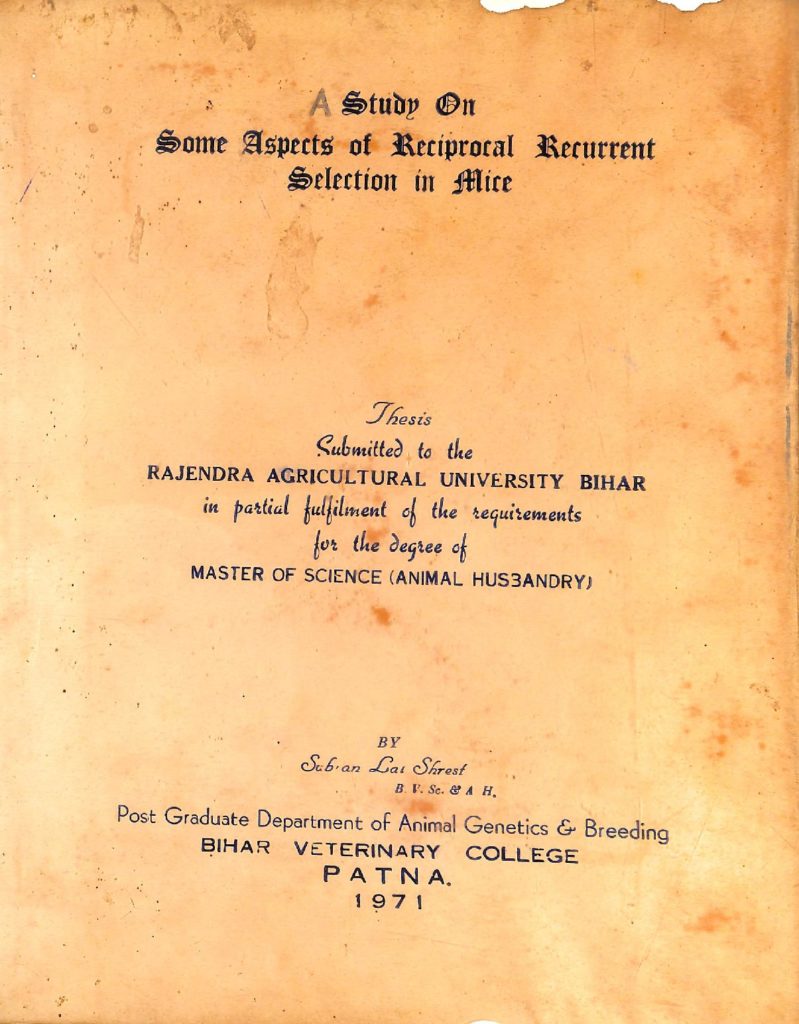 A Study On
Some Aspects of Reciprocal Recurrent
Selection in Mice
Thesis
Submitted to the
RAJENDRA AGRICULTURAL UNIVERSITY BIHAR
in partial fulfilment of the requirements
for the degree of
MASTER OF SCIENCE (ANIMAL HUSBANDRY)
BY
Shrest
B. V. Sc. & A H.
Post Graduate Department of Animal Genetics & Breeding
BIHAR VETERINARY COLLEGE
PATNA.
1971